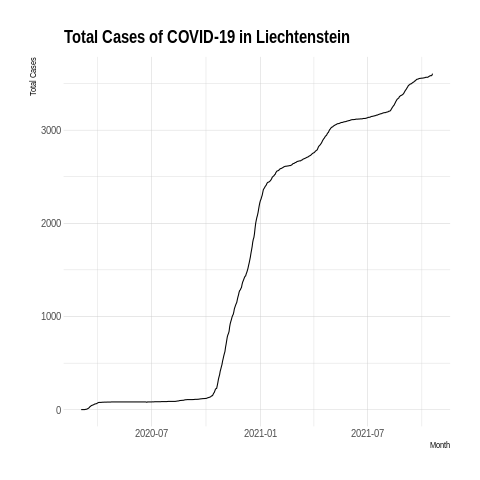 Total Cases of COVID-19 in Liechtenstein
Total Cases
3000
2000
1000
0
2020-07
2021-01
2021-07
Month